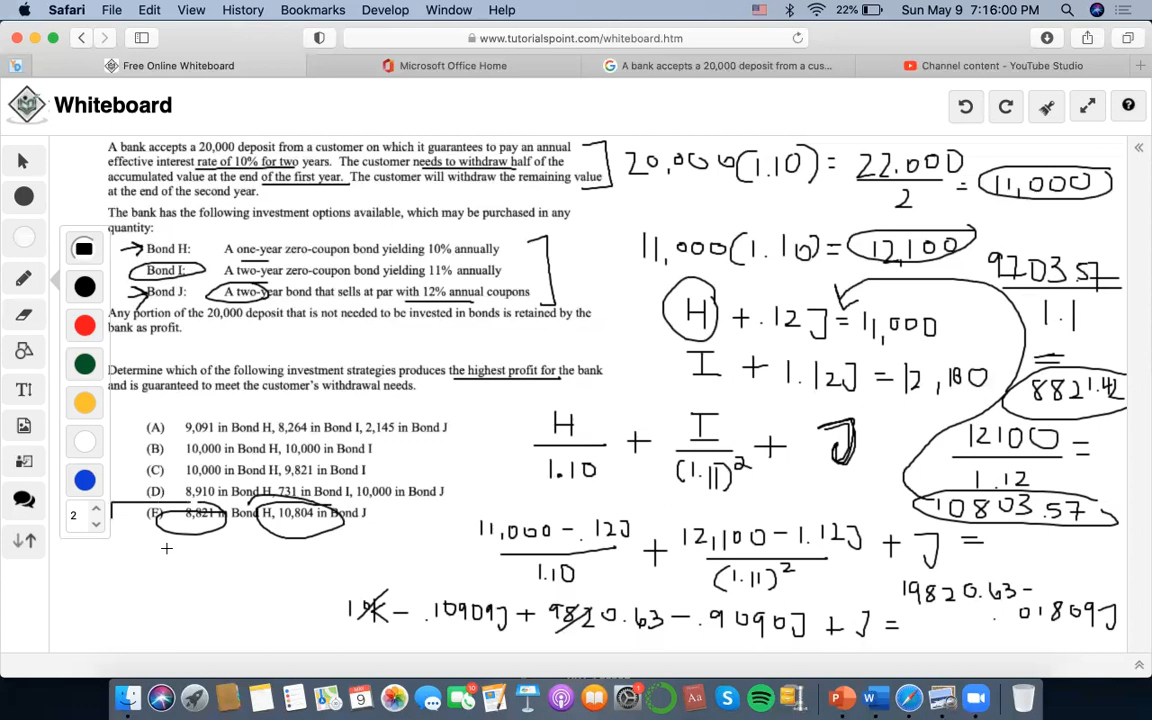 Safari File Edit View History Bookmarks Develop Window Help 22% Sun May 9 7:16:00 PM
www.tutorialspoint.com/whiteboard.htm
Free Online Whiteboard Microsoft Office Home A bank accepts a 20,000 deposit from a cus... Channel content - YouTube Studio
Whiteboard
A bank accepts a 20,000 deposit from a customer on which it guarantees to pay an annual
effective interest rate of 10% for two years. The customer needs to withdraw half of the
accumulated value at the end of the first year. The customer will withdraw the remaining value
at the end of the second year.
The bank has the following investment options available, which may be purchased in any
quantity:
Bond H: A one-year zero-coupon bond yielding 10% annually
Bond I: A two-year zero-coupon bond yielding 11% annually
Bond J: A two-year bond that sells at par with 12% annual coupons
Any portion of the 20,000 deposit that is not needed to be invested in bonds is retained by the
bank as profit.
Determine which of the following investment strategies produces the highest profit for the bank
and is guaranteed to meet the customer's withdrawal needs.
(A) 9,091 in Bond H, 8,264 in Bond I, 2,145 in Bond J
(B) 10,000 in Bond H, 10,000 in Bond I
(C) 10,000 in Bond H, 9,821 in Bond I
(D) 8,910 in Bond H, 731 in Bond I, 10,000 in Bond J
(E) 8,821 in Bond H, 10,804 in Bond J
20,000(1.10) = 22,000
2
= 11,000
11,000(1.10) = 12,100
H + .12J = 11,000
I + 1.12J = 12,100
9703.57
1.1
=
8821.42
12100 =
1.12
10803.57
H + I + J
1.10 (1.11)2
11,000 - .12J + 12,100 - 1.12J + J =
1.10 (1.11)2
10K - .10909J + 9820.63 - .9090J + J =
19820.63 -
.01809J
2
T
10